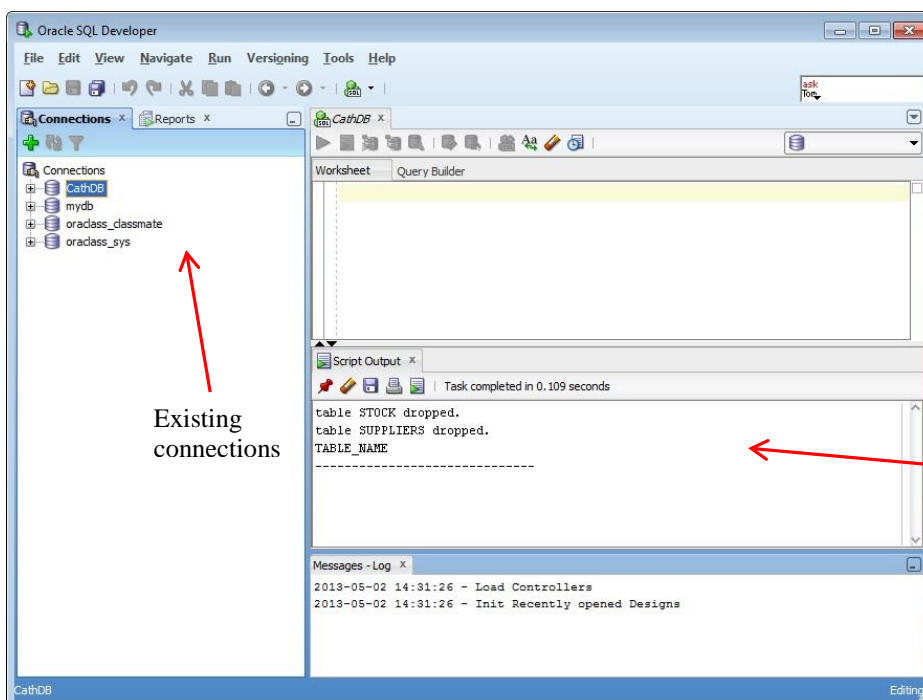 Oracle SQL Developer
File Edit View Navigate Run Versioning Tools Help
ask
Tom
Connections Reports
CathDB
Connections
CathDB
mydb
oraclass_classmate
oraclass_sys
Worksheet Query Builder
Existing
connections
Script Output
Task completed in 0.109 seconds
table STOCK dropped.
table SUPPLIERS dropped.
TABLE_NAME
------------------------------
Messages - Log
2013-05-02 14:31:26 - Load Controllers
2013-05-02 14:31:26 - Init Recently opened Designs
CathDB Editing